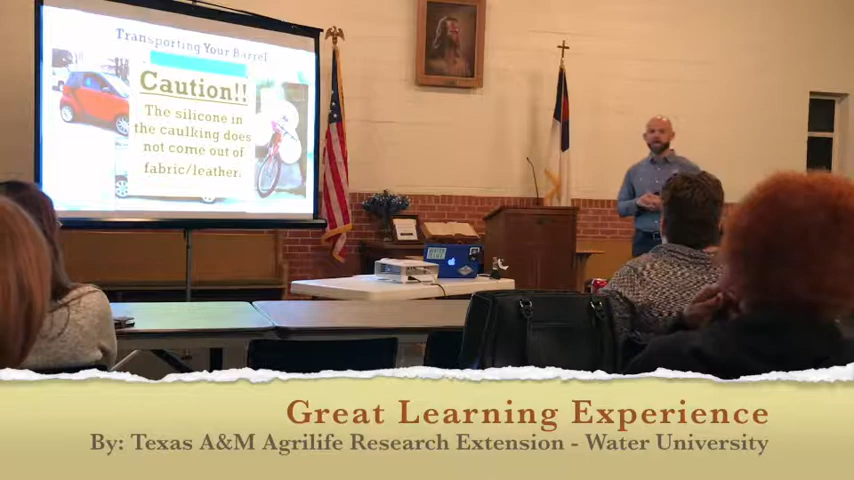 Transporting Your Barrel
Caution!!
The silicone in
the caulking does
not come out of
fabric/leather.
Great Learning Experience
By: Texas A&M Agrilife Research Extension - Water University